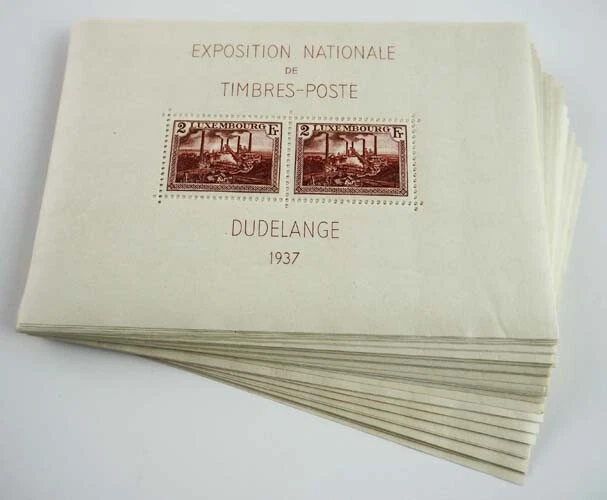 EXPOSITION NATIONALE
DE
TIMBRES-POSTE
2 LUXEMBOURG Fr.
2 LUXEMBOURG Fr.
DUDELANGE
1937